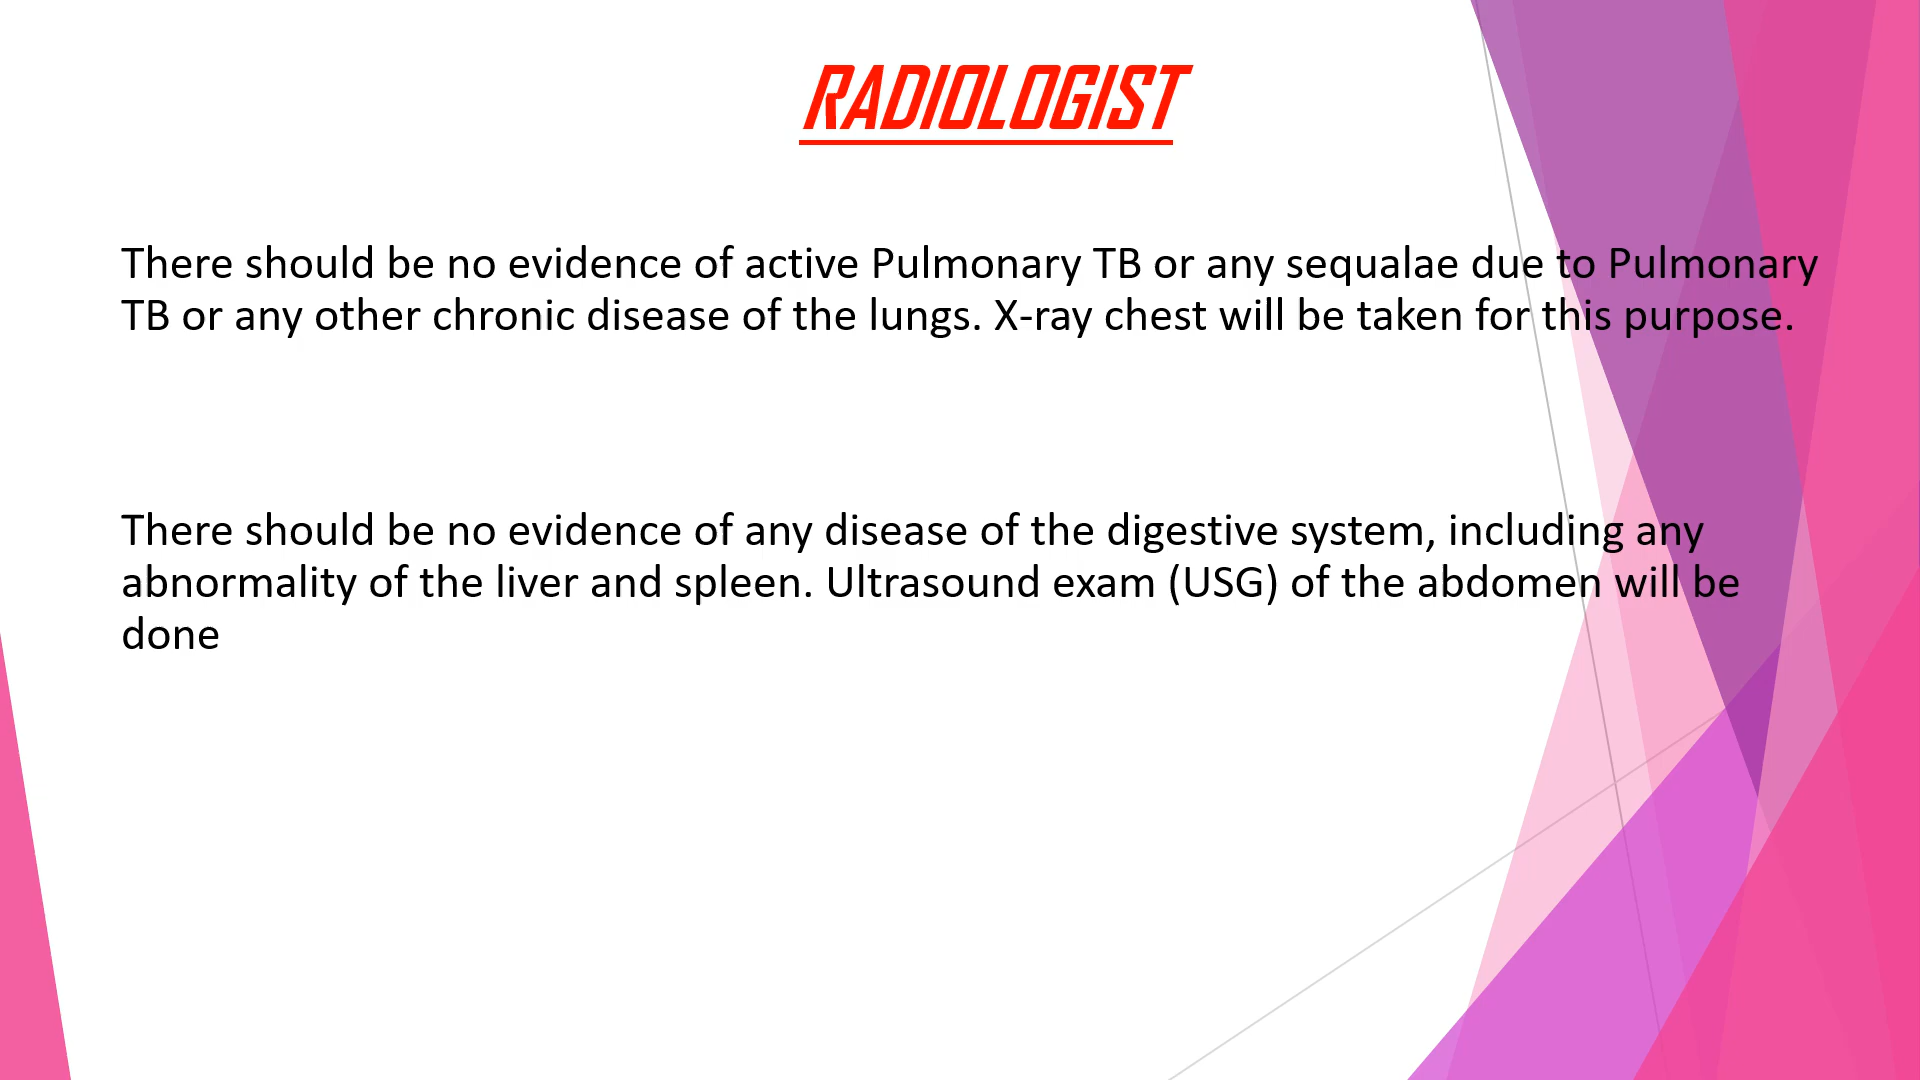 RADIOLOGIST
There should be no evidence of active Pulmonary TB or any sequalae due to Pulmonary
TB or any other chronic disease of the lungs. X-ray chest will be taken for this purpose.
There should be no evidence of any disease of the digestive system, including any
abnormality of the liver and spleen. Ultrasound exam (USG) of the abdomen will be
done